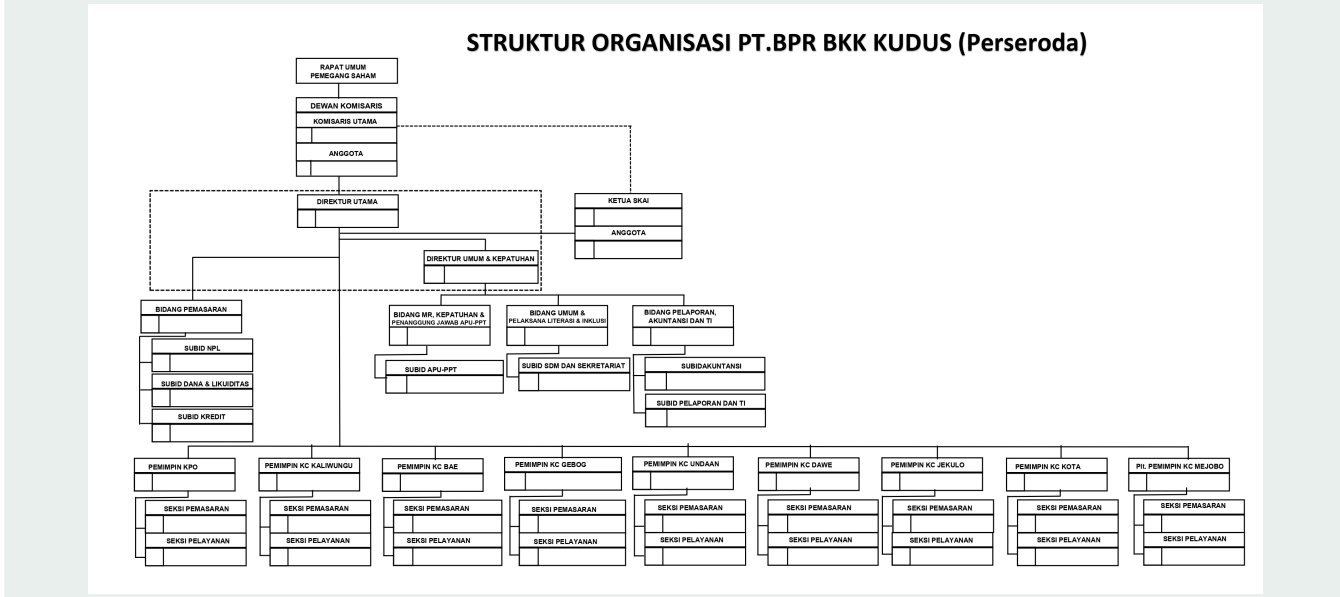 STRUKTUR ORGANISASI PT.BPR BKK KUDUS (Perseroda)
RAPAT UMUM
PEMEGANG SAHAM
DEWAN KOMISARIS
KOMISARIS UTAMA
ANGGOTA
DIREKTUR UTAMA
KETUA SKAI
ANGGOTA
DIREKTUR UMUM & KEPATUHAN
BIDANG PEMASARAN
SUBID NPL
SUBID DANA & LIKUIDITAS
SUBID KREDIT
BIDANG MR, KEPATUHAN &
PENANGGUNG JAWAB APU-PPT
SUBID APU-PPT
BIDANG UMUM &
PELAKSANA LITERASI & INKLUSI
SUBID SDM DAN SEKRETARIAT
BIDANG PELAPORAN,
AKUNTANSI DAN TI
SUBIDAKUNTANSI
SUBID PELAPORAN DAN TI
PEMIMPIN KPO
SEKSI PEMASARAN
SEKSI PELAYANAN
PEMIMPIN KC KALIWUNGU
SEKSI PEMASARAN
SEKSI PELAYANAN
PEMIMPIN KC BAE
SEKSI PEMASARAN
SEKSI PELAYANAN
PEMIMPIN KC GEBOG
SEKSI PEMASARAN
SEKSI PELAYANAN
PEMIMPIN KC UNDAAN
SEKSI PEMASARAN
SEKSI PELAYANAN
PEMIMPIN KC DAWE
SEKSI PEMASARAN
SEKSI PELAYANAN
PEMIMPIN KC JEKULO
SEKSI PEMASARAN
SEKSI PELAYANAN
PEMIMPIN KC KOTA
SEKSI PEMASARAN
SEKSI PELAYANAN
Plt. PEMIMPIN KC MEJOBO
SEKSI PEMASARAN
SEKSI PELAYANAN